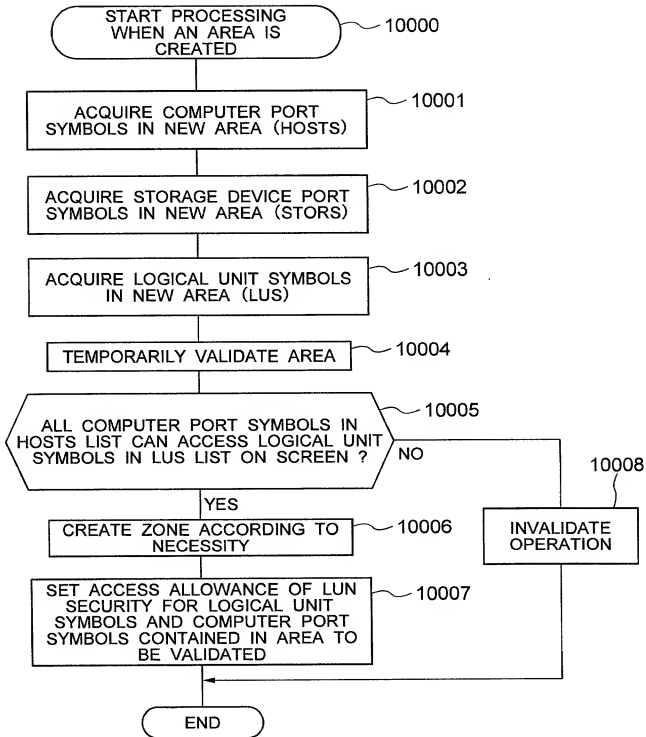 START PROCESSING
WHEN AN AREA IS
CREATED
10000
ACQUIRE COMPUTER PORT
SYMBOLS IN NEW AREA (HOSTS)
10001
ACQUIRE STORAGE DEVICE PORT
SYMBOLS IN NEW AREA (STORS)
10002
ACQUIRE LOGICAL UNIT SYMBOLS
IN NEW AREA (LUS)
10003
TEMPORARILY VALIDATE AREA
10004
ALL COMPUTER PORT SYMBOLS IN
HOSTS LIST CAN ACCESS LOGICAL UNIT
SYMBOLS IN LUS LIST ON SCREEN ?
10005
NO
YES
10008
INVALIDATE
OPERATION
CREATE ZONE ACCORDING TO
NECESSITY
10006
SET ACCESS ALLOWANCE OF LUN
SECURITY FOR LOGICAL UNIT
SYMBOLS AND COMPUTER PORT
SYMBOLS CONTAINED IN AREA TO
BE VALIDATED
10007
END